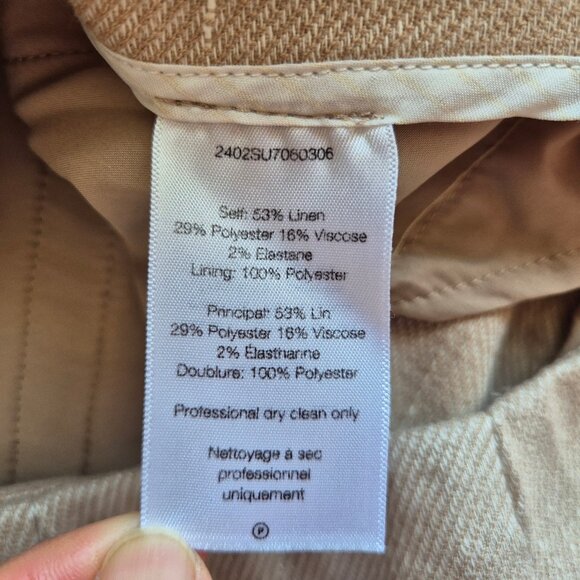 2402SU7060306
Self: 53% Linen
29% Polyester 16% Viscose
2% Elastane
Lining: 100% Polyester
Principal: 53% Lin
29% Polyester 16% Viscose
2% Élasthanne
Doublure: 100% Polyester
Professional dry clean only
Nettoyage à sec
professionnel
uniquement
P